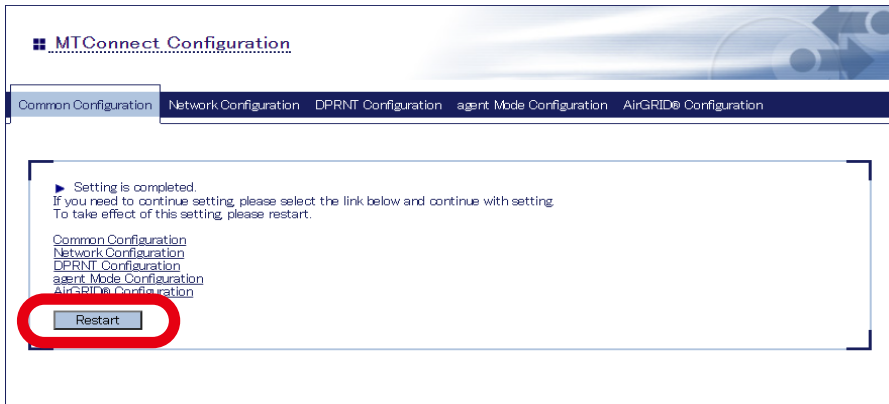 MTConnect Configuration
Common Configuration Network Configuration DPRNT Configuration agent Mode Configuration AirGRID® Configuration
Setting is completed.
If you need to continue setting, please select the link below and continue with setting.
To take effect of this setting, please restart.
Common Configuration
Network Configuration
DPRNT Configuration
agent Mode Configuration
AirGRID® Configuration
Restart